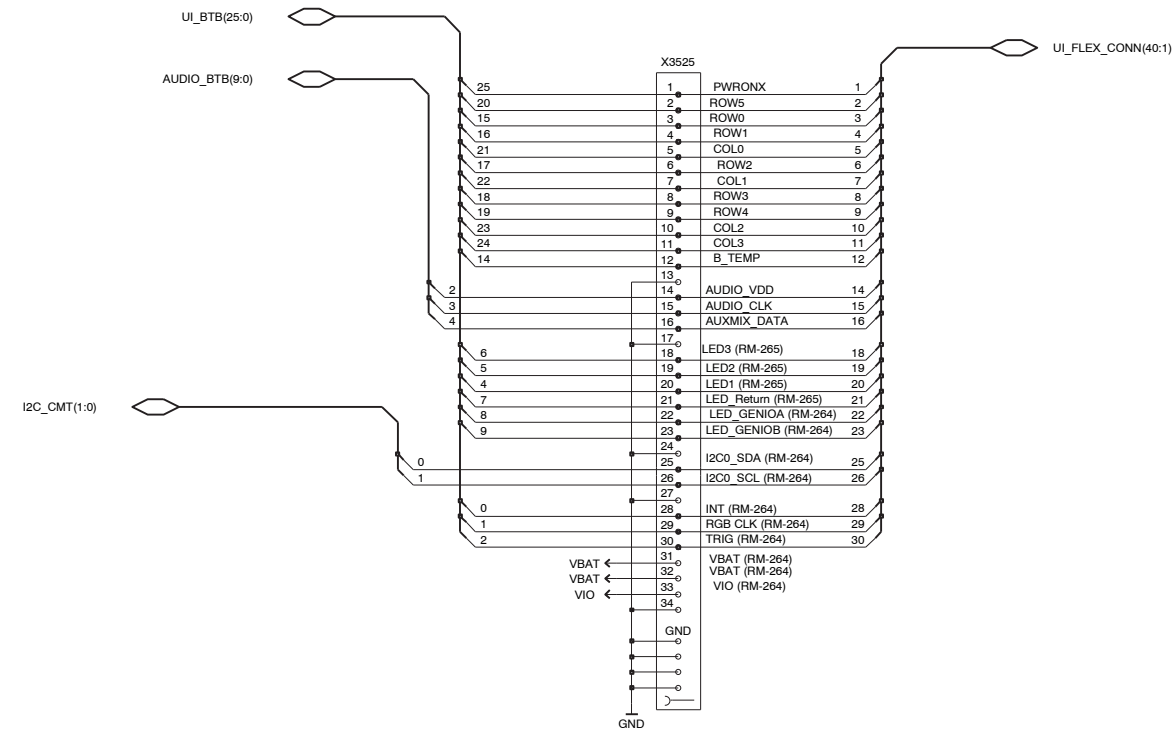 UI_BTB(25:0)
UI_FLEX_CONN(40:1)
X3525
AUDIO_BTB(9:0)
25 1 PWRONX 1
20 2 ROW5 2
15 3 ROW0 3
16 4 ROW1 4
21 5 COL0 5
17 6 ROW2 6
22 7 COL1 7
18 8 ROW3 8
19 9 ROW4 9
23 10 COL2 10
24 11 COL3 11
14 12 B_TEMP 12
13
2 14 AUDIO_VDD 14
3 15 AUDIO_CLK 15
4 16 AUXMIX_DATA 16
17
6 18 LED3 (RM-265) 18
5 19 LED2 (RM-265) 19
4 20 LED1 (RM-265) 20
7 21 LED_Return (RM-265) 21
I2C_CMT(1:0)
8 22 LED_GENIOA (RM-264) 22
9 23 LED_GENIOB (RM-264) 23
24
0 25 I2C0_SDA (RM-264) 25
1 26 I2C0_SCL (RM-264) 26
27
0 28 INT (RM-264) 28
1 29 RGB CLK (RM-264) 29
2 30 TRIG (RM-264) 30
VBAT 31 VBAT (RM-264)
VBAT 32 VBAT (RM-264)
VIO 33 VIO (RM-264)
34
GND
GND